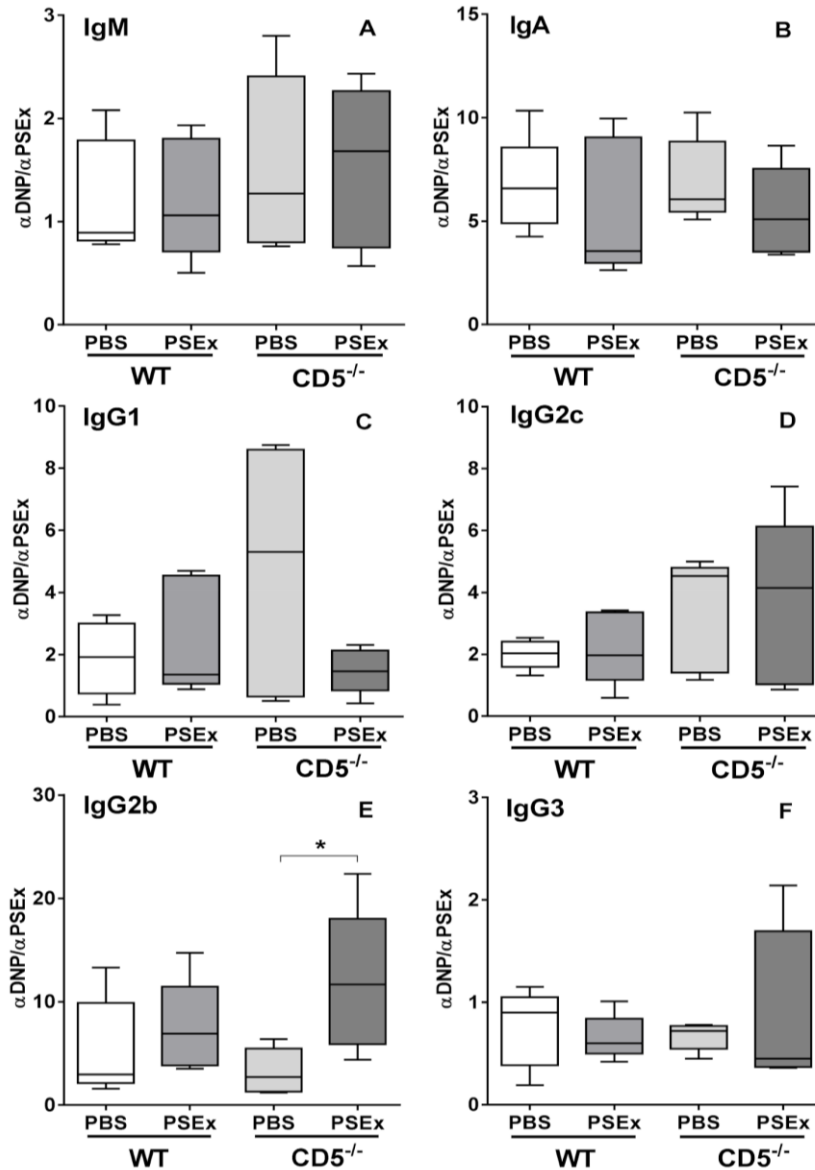 IgM A
3
2
1
0
αDNP/αPSEx
PBS PSEx PBS PSEx
WT CD5-/-
IgA B
15
10
5
0
αDNP/αPSEx
PBS PSEx PBS PSEx
WT CD5-/-
IgG1 C
10
8
6
4
2
0
αDNP/αPSEx
PBS PSEx PBS PSEx
WT CD5-/-
IgG2c D
10
8
6
4
2
0
αDNP/αPSEx
PBS PSEx PBS PSEx
WT CD5-/-
IgG2b E
30
20
10
0
αDNP/αPSEx
*
PBS PSEx PBS PSEx
WT CD5-/-
IgG3 F
3
2
1
0
αDNP/αPSEx
PBS PSEx PBS PSEx
WT CD5-/-